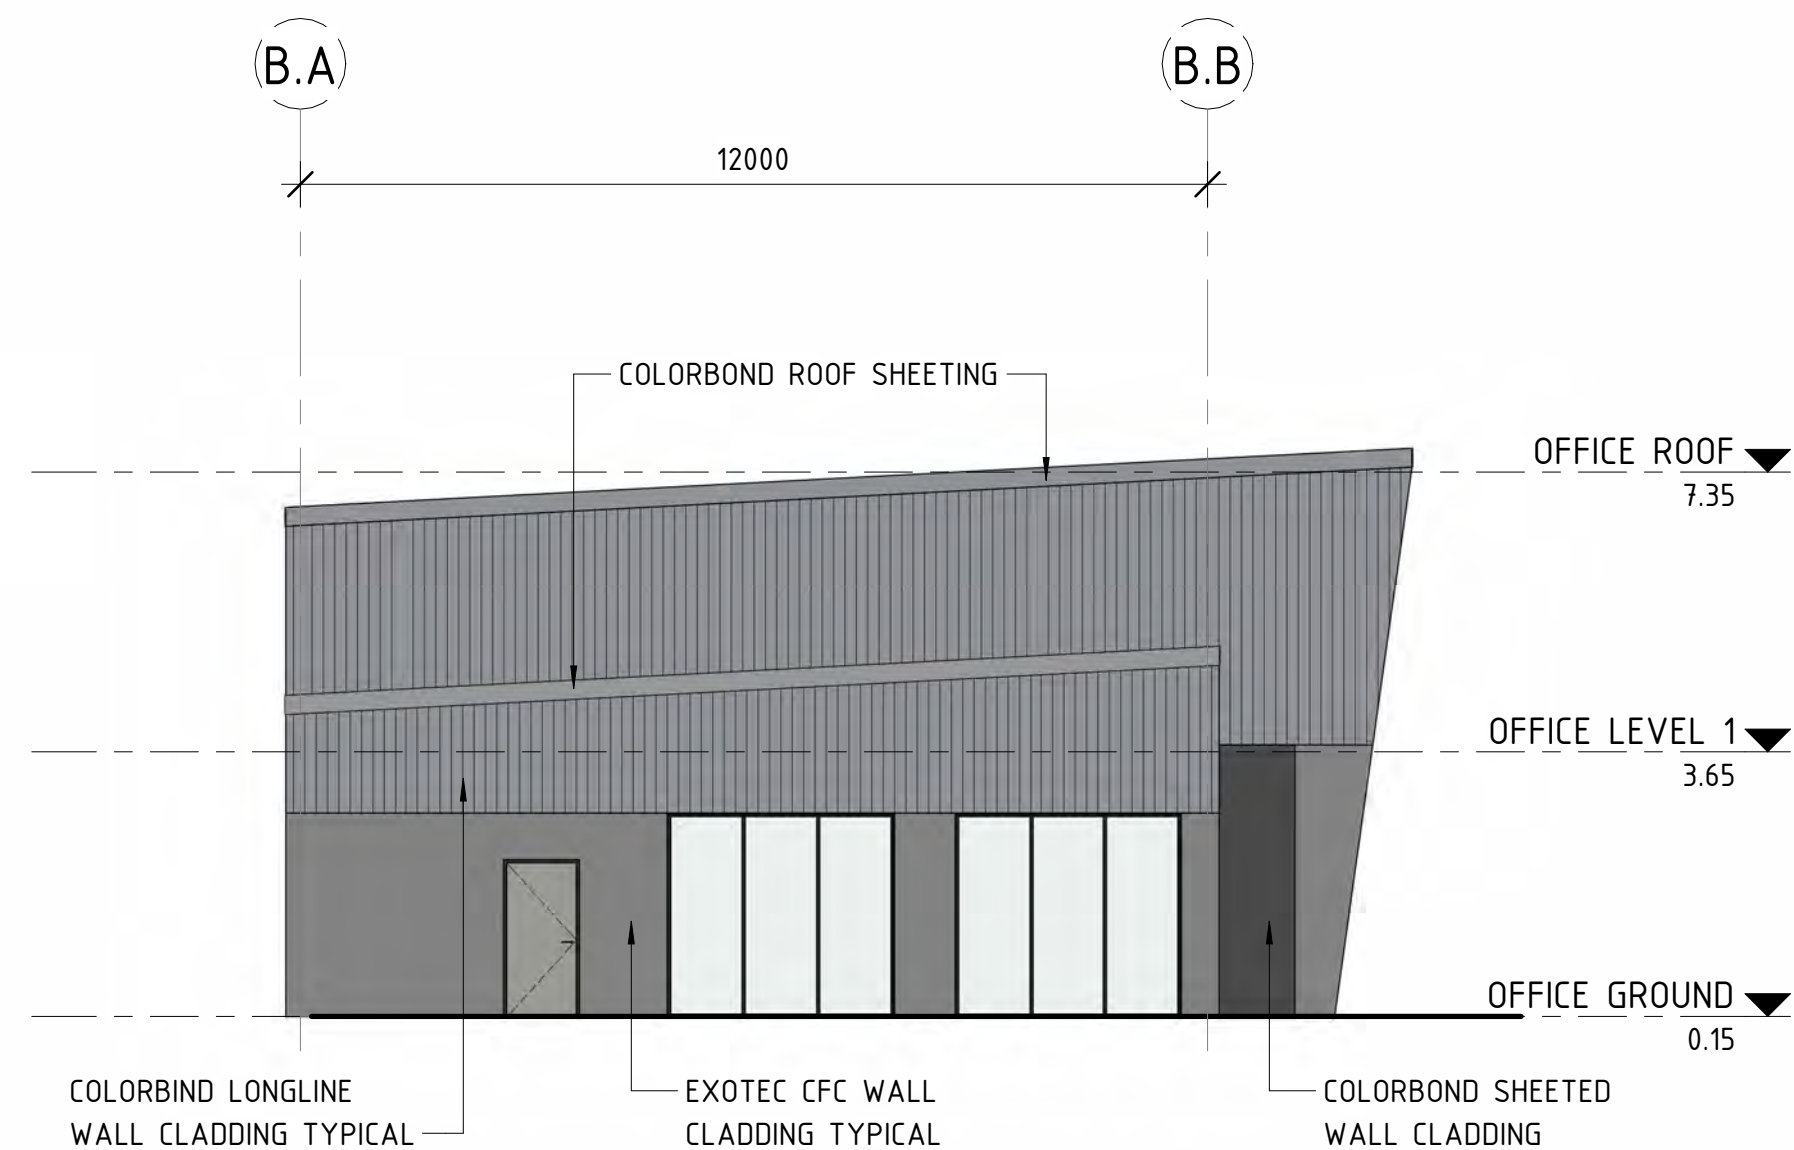 B.A
B.B
12000
COLORBOND ROOF SHEETING
OFFICE ROOF
7.35
OFFICE LEVEL 1
3.65
OFFICE GROUND
0.15
COLORBIND LONGLINE
WALL CLADDING TYPICAL
EXOTEC CFC WALL
CLADDING TYPICAL
COLORBOND SHEETED
WALL CLADDING